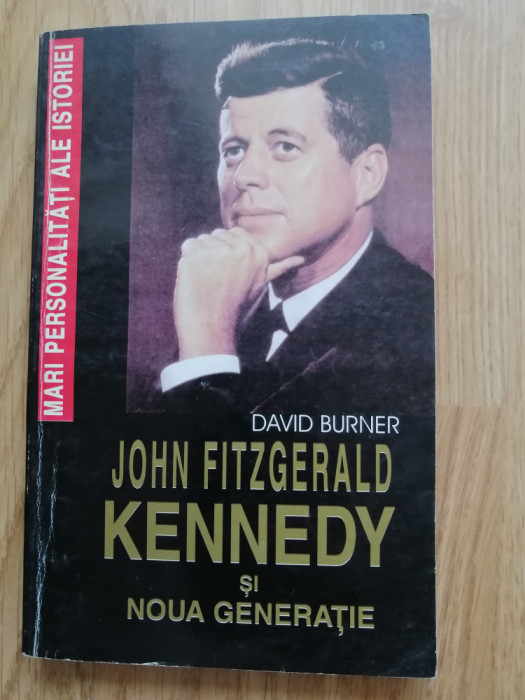 MARI PERSONALITĂȚI ALE ISTORIEI
DAVID BURNER
JOHN FITZGERALD
KENNEDY
ȘI
NOUA GENERAȚIE